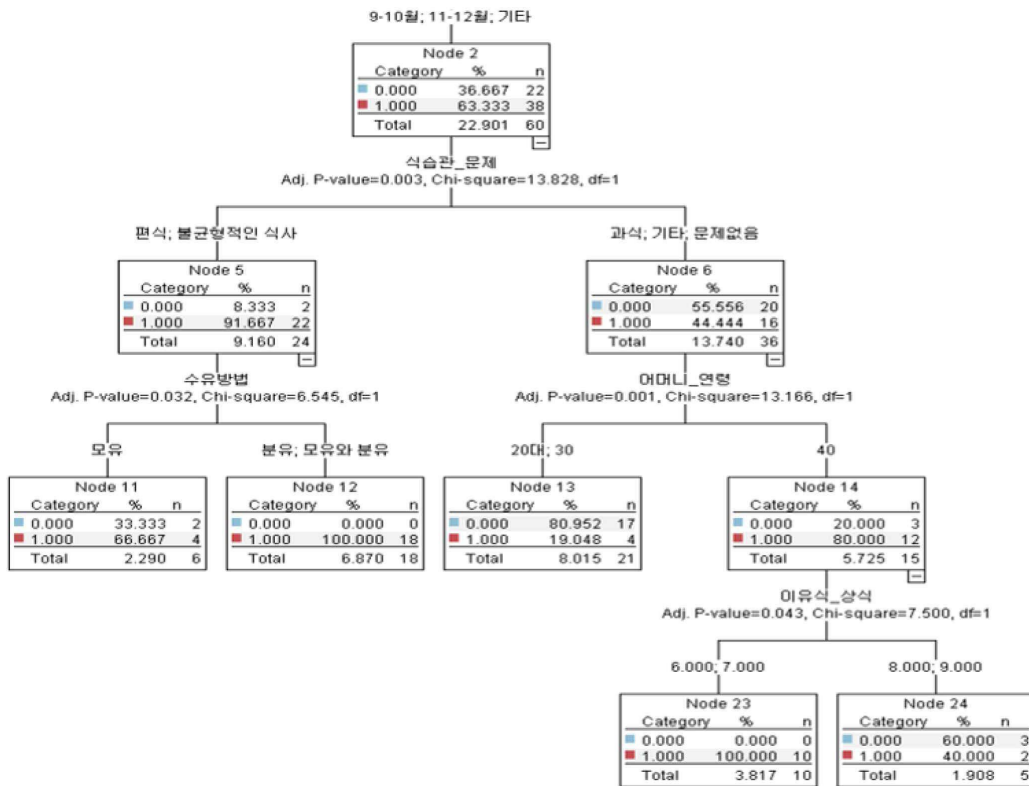 9-10월; 11-12월; 기타
Node 2
Category % n
0.000 36.667 22
1.000 63.333 38
Total 22.901 60
식습관_문제
Adj. P-value=0.003, Chi-square=13.828, df=1
편식; 불균형적인 식사
과식; 기타; 문제없음
Node 5
Category % n
0.000 8.333 2
1.000 91.667 22
Total 9.160 24
Node 6
Category % n
0.000 55.556 20
1.000 44.444 16
Total 13.740 36
수유방법
Adj. P-value=0.032, Chi-square=6.545, df=1
어머니_연령
Adj. P-value=0.001, Chi-square=13.166, df=1
모유
분유; 모유와 분유
20대; 30
40
Node 11
Category % n
0.000 33.333 2
1.000 66.667 4
Total 2.290 6
Node 12
Category % n
0.000 0.000 0
1.000 100.000 18
Total 6.870 18
Node 13
Category % n
0.000 80.952 17
1.000 19.048 4
Total 8.015 21
Node 14
Category % n
0.000 20.000 3
1.000 80.000 12
Total 5.725 15
이유식_상식
Adj. P-value=0.043, Chi-square=7.500, df=1
6.000; 7.000
8.000; 9.000
Node 23
Category % n
0.000 0.000 0
1.000 100.000 10
Total 3.817 10
Node 24
Category % n
0.000 60.000 3
1.000 40.000 2
Total 1.908 5